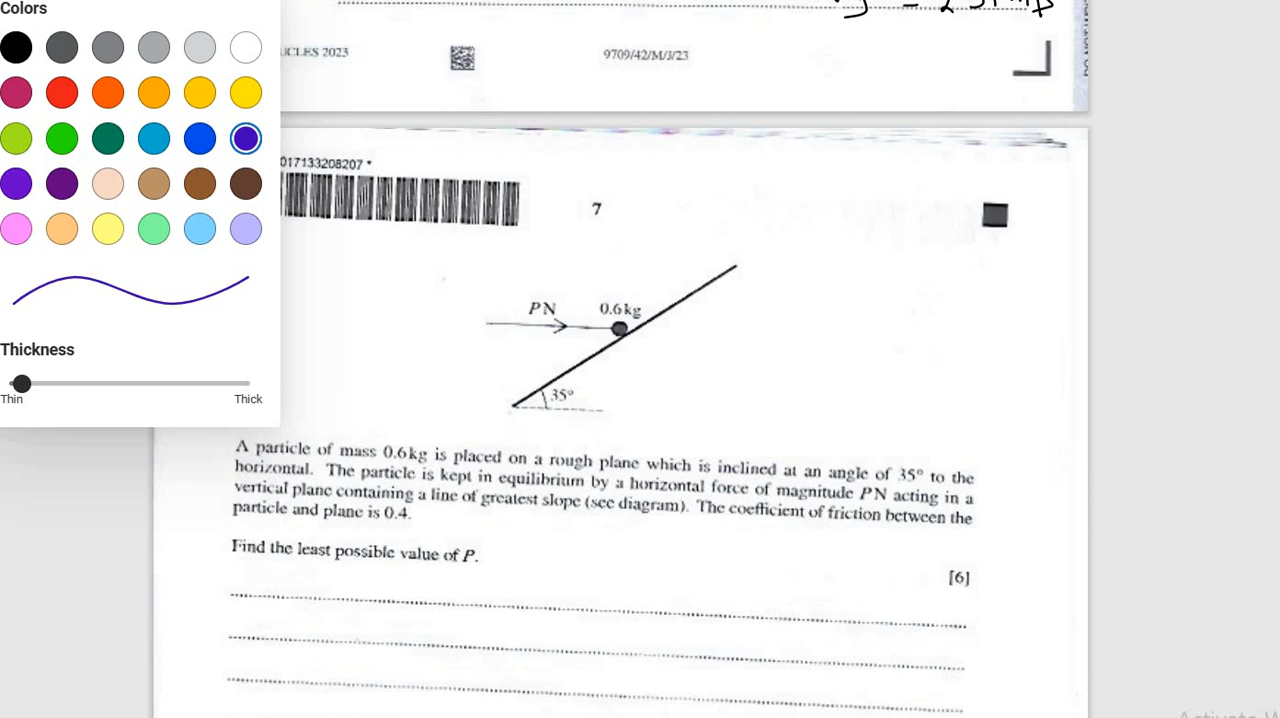 Colors
UCLES 2023
9709/42/M/J/23
017133208207 *
7
PN
0.6 kg
35°
Thickness
Thin
Thick
A particle of mass 0.6 kg is placed on a rough plane which is inclined at an angle of 35° to the
horizontal. The particle is kept in equilibrium by a horizontal force of magnitude PN acting in a
vertical plane containing a line of greatest slope (see diagram). The coefficient of friction between the
particle and plane is 0.4.
Find the least possible value of P.
[6]